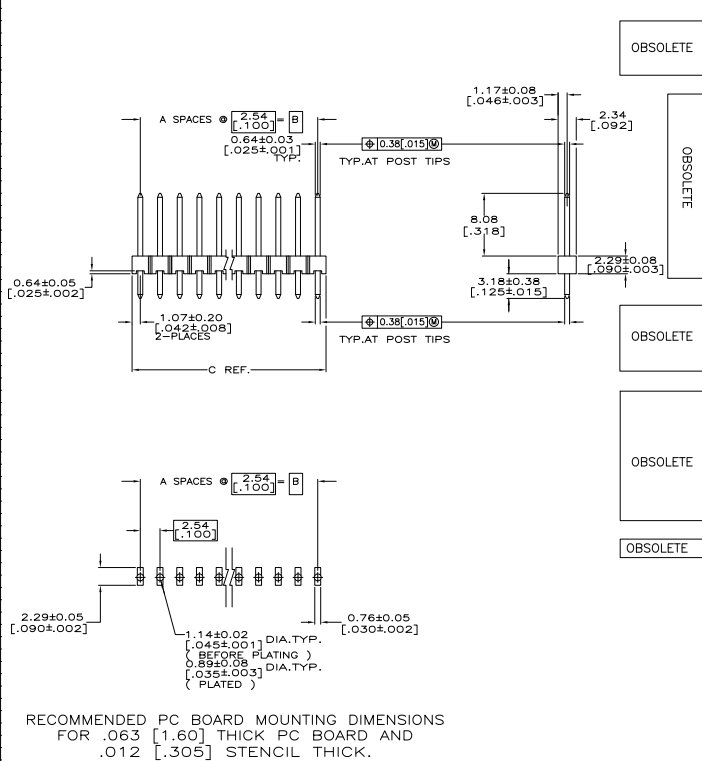 OBSOLETE
1.17±0.08
[.046±.003]
2.34
[.092]
A SPACES @ 2.54 [.100] = B
0.64±0.03
[.025±.001]
TYP.
⌖ 0.38[.015]Ⓜ
TYP.AT POST TIPS
OBSOLETE
8.08
[.318]
2.29±0.08
[.090±.003]
0.64±0.05
[.025±.002]
3.18±0.38
[.125±.015]
1.07±0.20
[.042±.008]
2-PLACES
⌖ 0.38[.015]Ⓜ
TYP.AT POST TIPS
OBSOLETE
C REF.
OBSOLETE
A SPACES @ 2.54 [.100] = B
2.54
[.100]
OBSOLETE
2.29±0.05
[.090±.002]
0.76±0.05
[.030±.002]
1.14±0.02
[.045±.001] DIA.TYP.
( BEFORE PLATING )
0.89±0.08
[.035±.003] DIA.TYP.
( PLATED )
RECOMMENDED PC BOARD MOUNTING DIMENSIONS
FOR .063 [1.60] THICK PC BOARD AND
.012 [.305] STENCIL THICK.